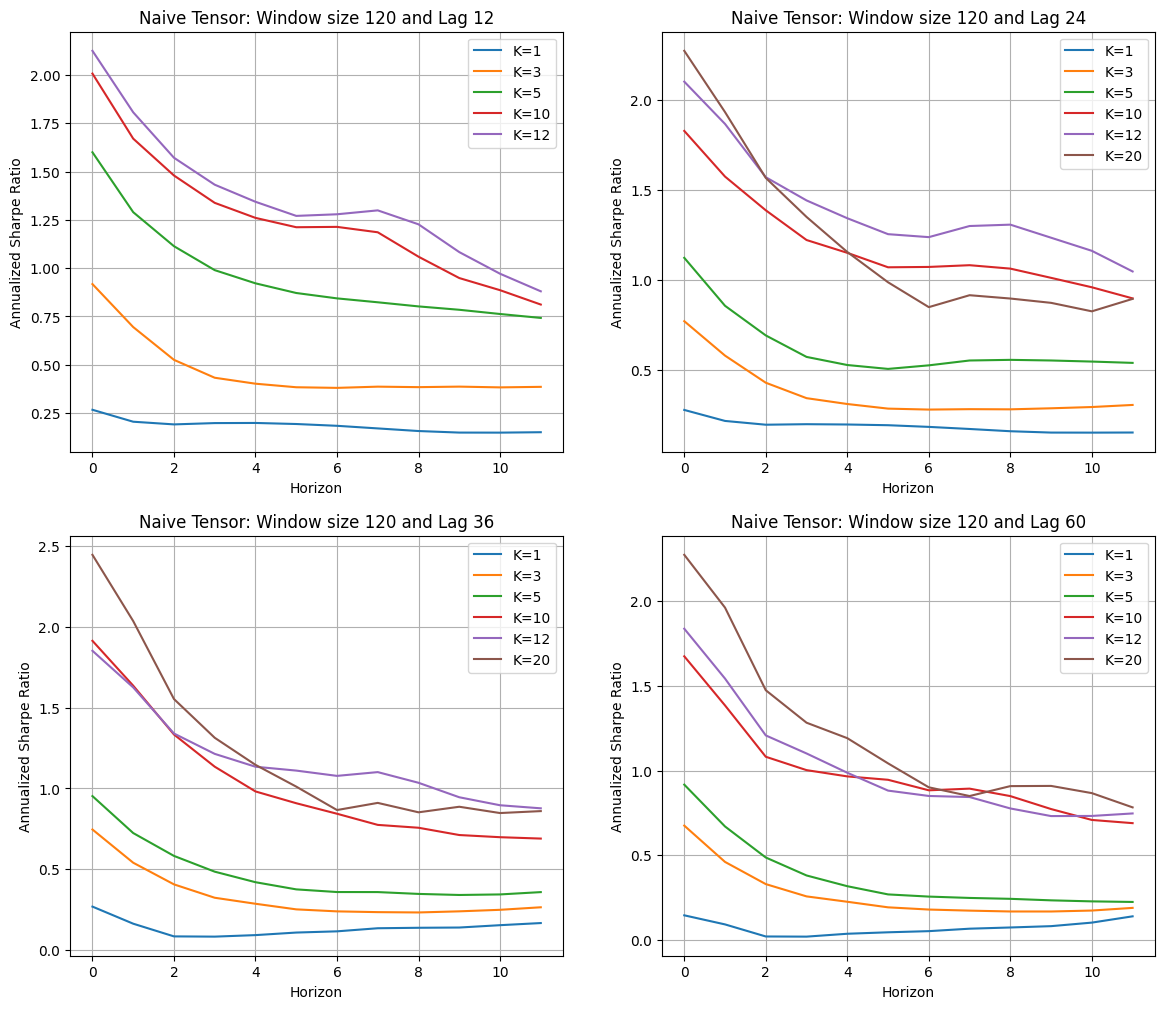 Naive Tensor: Window size 120 and Lag 12
Annualized Sharpe Ratio
2.00
1.75
1.50
1.25
1.00
0.75
0.50
0.25
0 2 4 6 8 10
Horizon
K=1
K=3
K=5
K=10
K=12
Naive Tensor: Window size 120 and Lag 24
Annualized Sharpe Ratio
2.0
1.5
1.0
0.5
0 2 4 6 8 10
Horizon
K=1
K=3
K=5
K=10
K=12
K=20
Naive Tensor: Window size 120 and Lag 36
Annualized Sharpe Ratio
2.5
2.0
1.5
1.0
0.5
0.0
0 2 4 6 8 10
Horizon
K=1
K=3
K=5
K=10
K=12
K=20
Naive Tensor: Window size 120 and Lag 60
Annualized Sharpe Ratio
2.0
1.5
1.0
0.5
0.0
0 2 4 6 8 10
Horizon
K=1
K=3
K=5
K=10
K=12
K=20